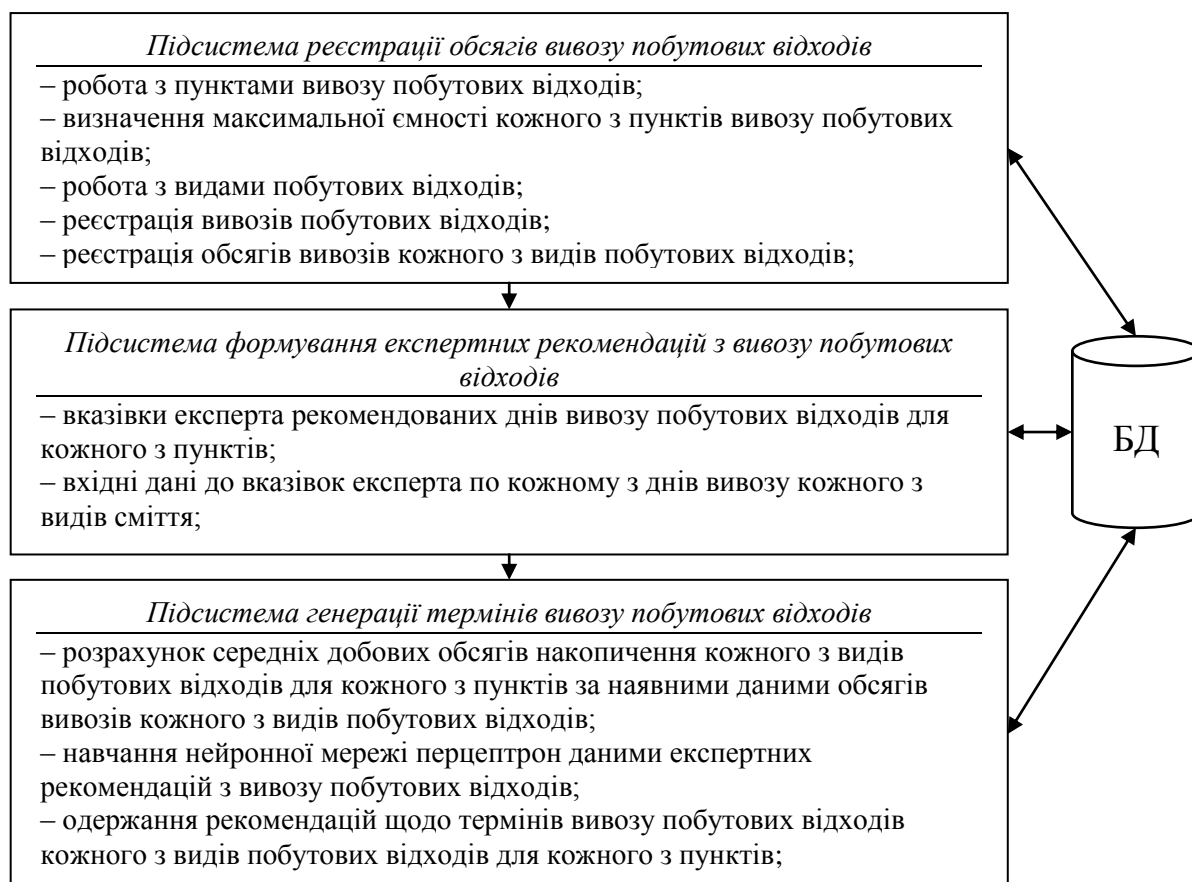 Підсистема реєстрації обсягів вивозу побутових відходів
– робота з пунктами вивозу побутових відходів;
– визначення максимальної ємності кожного з пунктів вивозу побутових
відходів;
– робота з видами побутових відходів;
– реєстрація вивозів побутових відходів;
– реєстрація обсягів вивозів кожного з видів побутових відходів;
Підсистема формування експертних рекомендацій з вивозу побутових
відходів
– вказівки експерта рекомендованих днів вивозу побутових відходів для
кожного з пунктів;
– вхідні дані до вказівок експерта по кожному з днів вивозу кожного з
видів сміття;
БД
Підсистема генерації термінів вивозу побутових відходів
– розрахунок середніх добових обсягів накопичення кожного з видів
побутових відходів для кожного з пунктів за наявними даними обсягів
вивозів кожного з видів побутових відходів;
– навчання нейронної мережі перцептрон даними експертних
рекомендацій з вивозу побутових відходів;
– одержання рекомендацій щодо термінів вивозу побутових відходів
кожного з видів побутових відходів для кожного з пунктів;